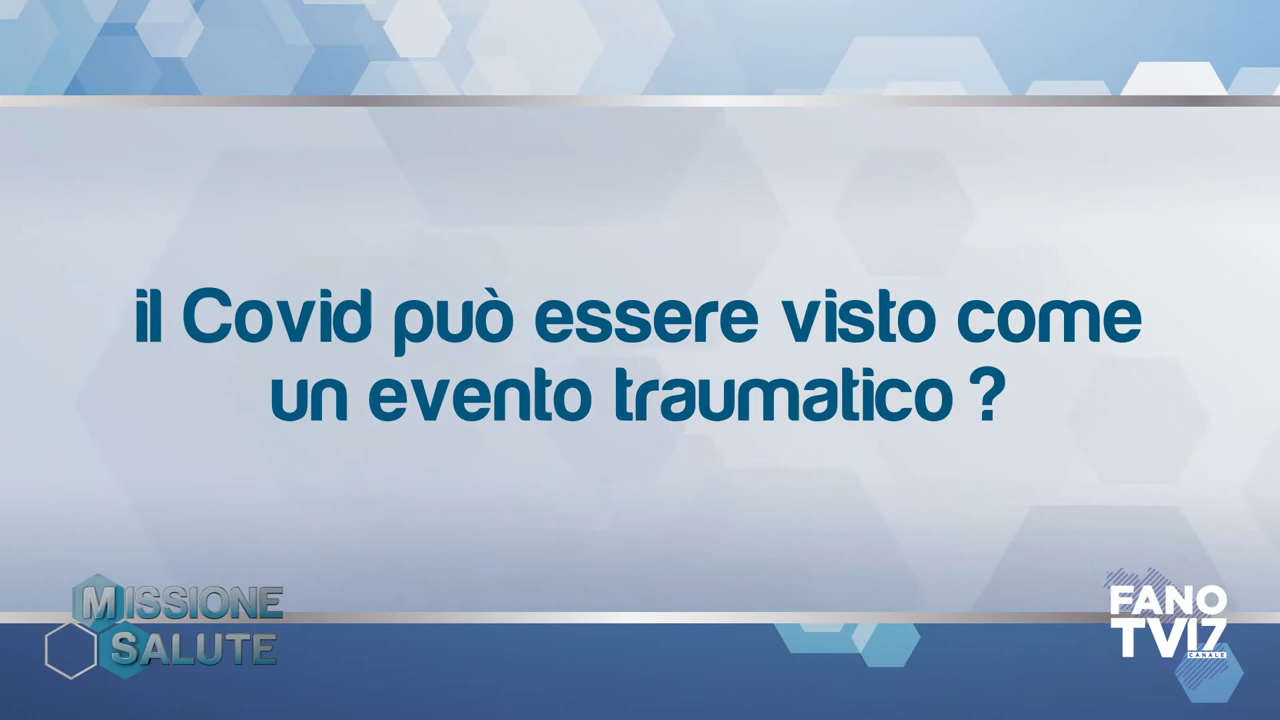 il Covid può essere visto come
un evento traumatico ?
MISSIONE
SALUTE
FANO
TV17
CANALE